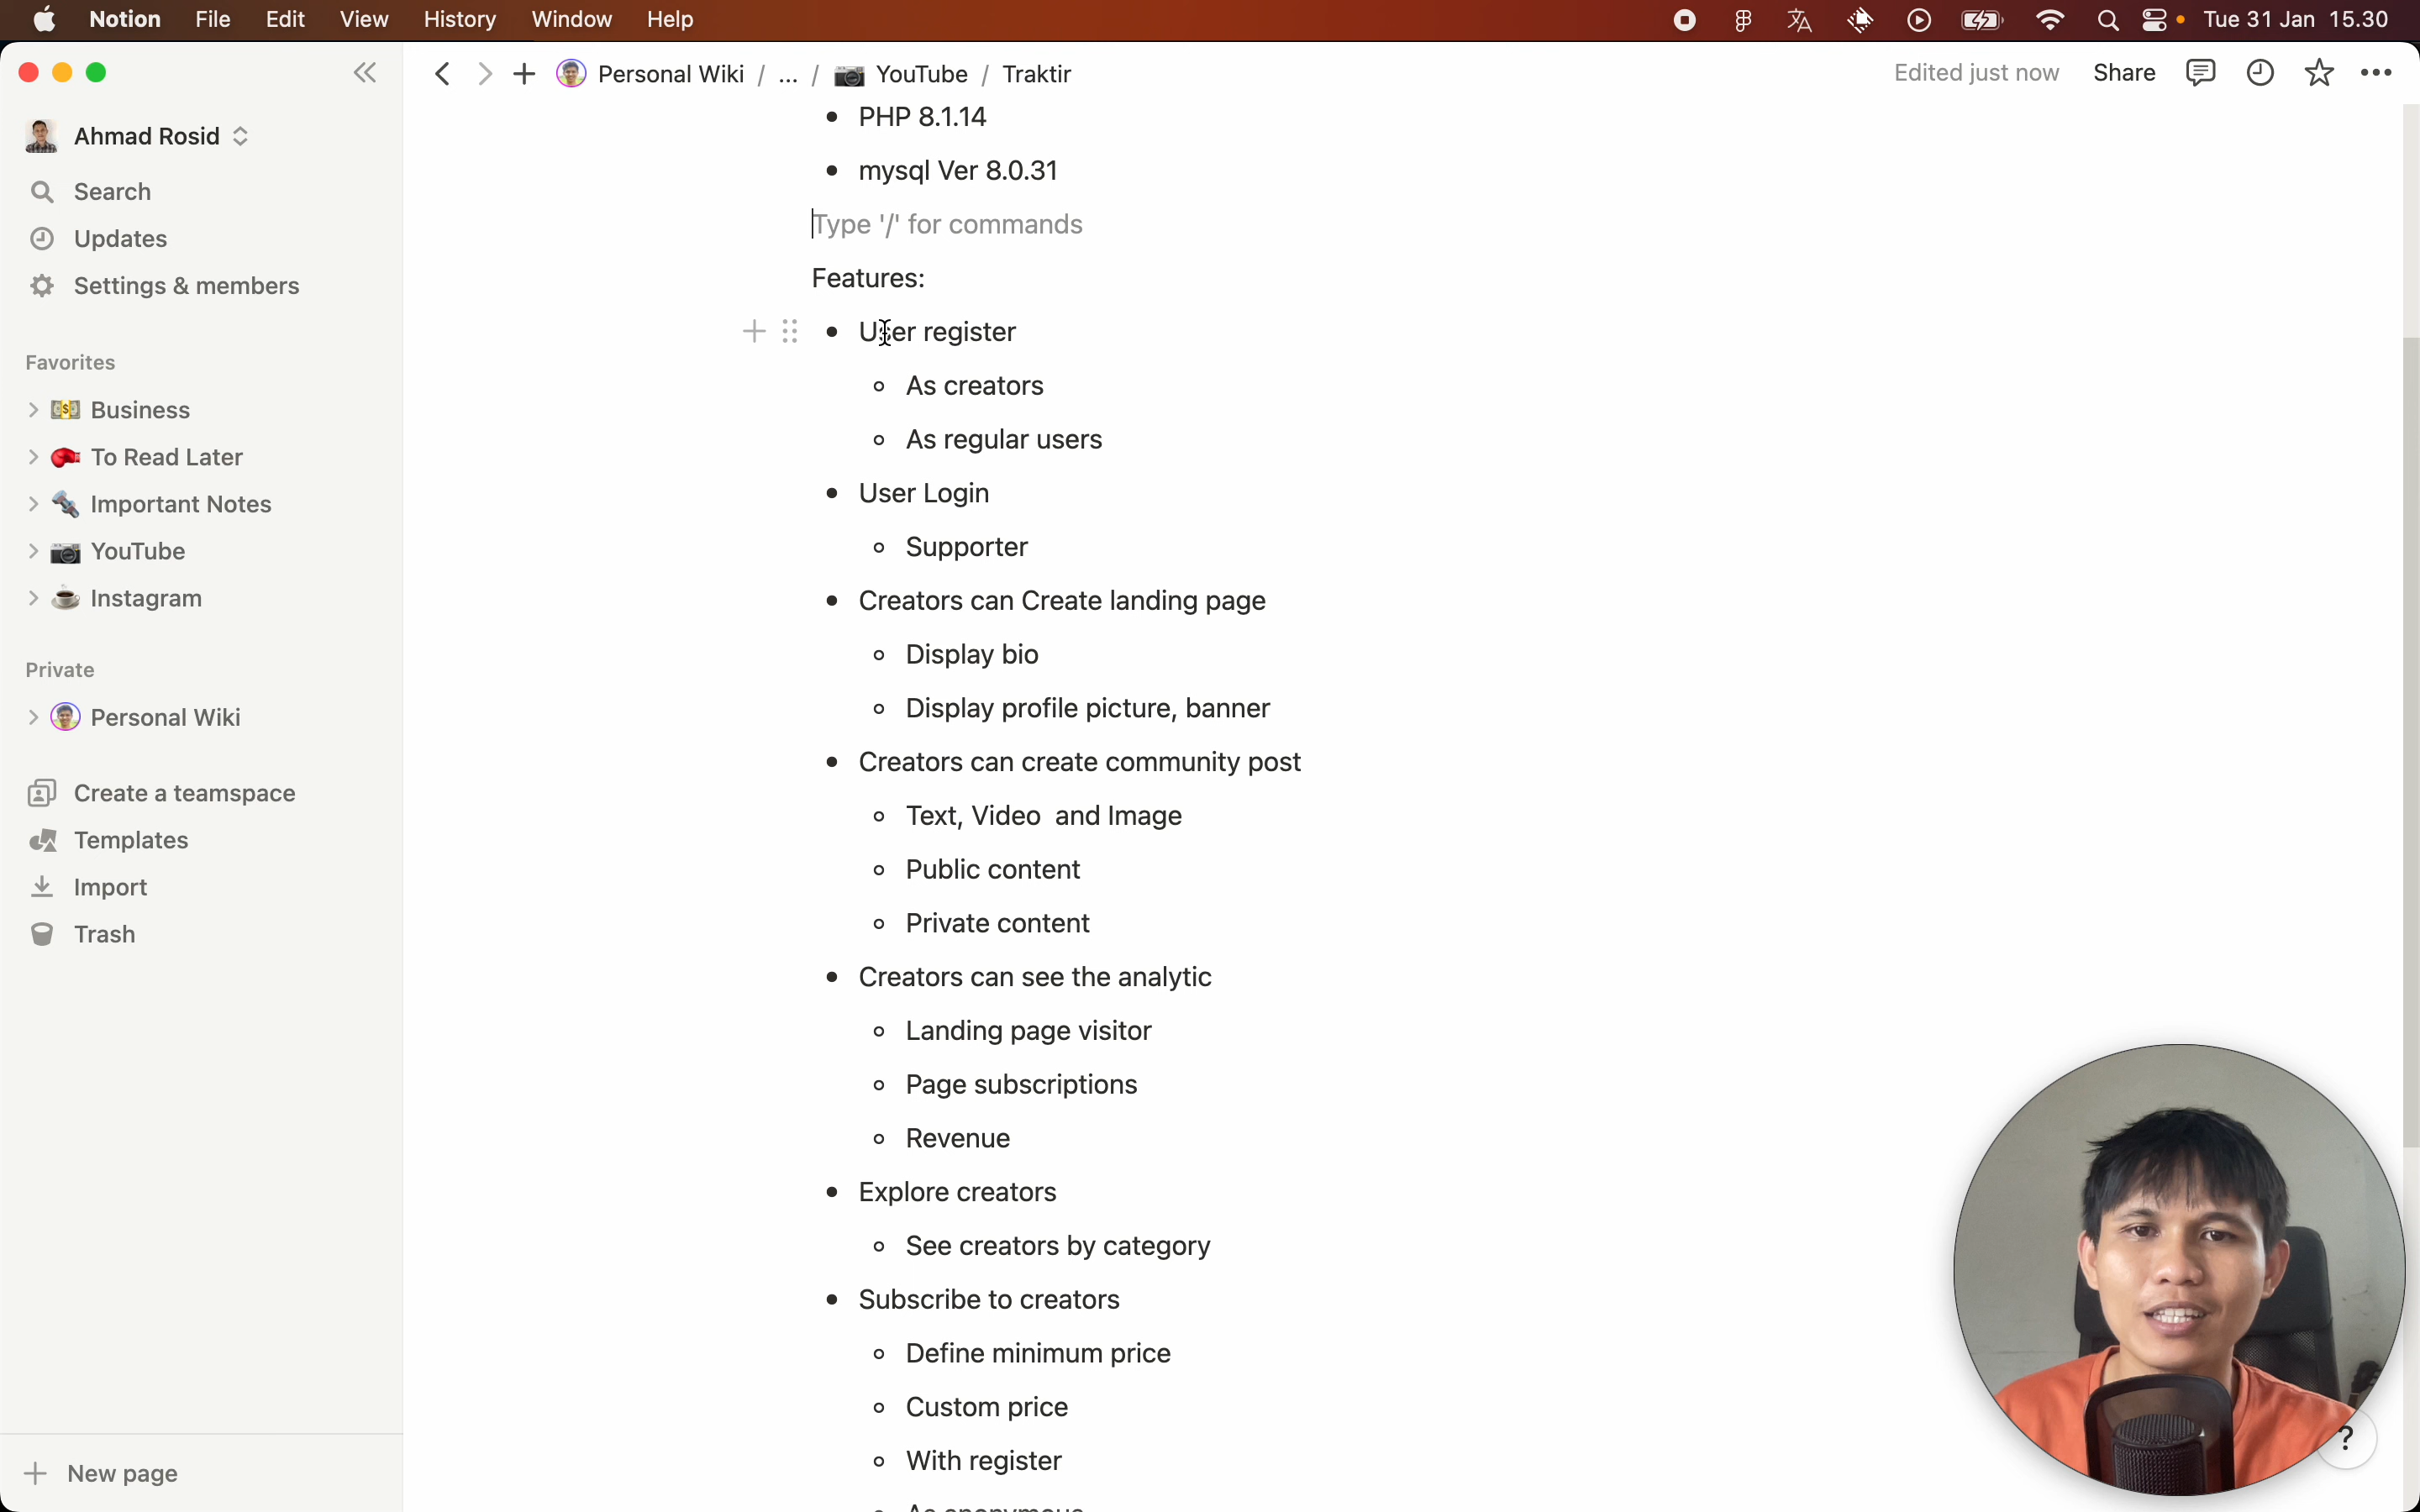 Notion File Edit View History Window Help Tue 31 Jan 15.30
Personal Wiki / ... / YouTube / Traktir Edited just now Share
Ahmad Rosid
Search
Updates
Settings & members
Favorites
Business
To Read Later
Important Notes
YouTube
Instagram
Private
Personal Wiki
Create a teamspace
Templates
Import
Trash
New page
PHP 8.1.14
mysql Ver 8.0.31
Type '/' for commands
Features:
User register
As creators
As regular users
User Login
Supporter
Creators can Create landing page
Display bio
Display profile picture, banner
Creators can create community post
Text, Video  and Image
Public content
Private content
Creators can see the analytic
Landing page visitor
Page subscriptions
Revenue
Explore creators
See creators by category
Subscribe to creators
Define minimum price
Custom price
With register
As anonymous
?